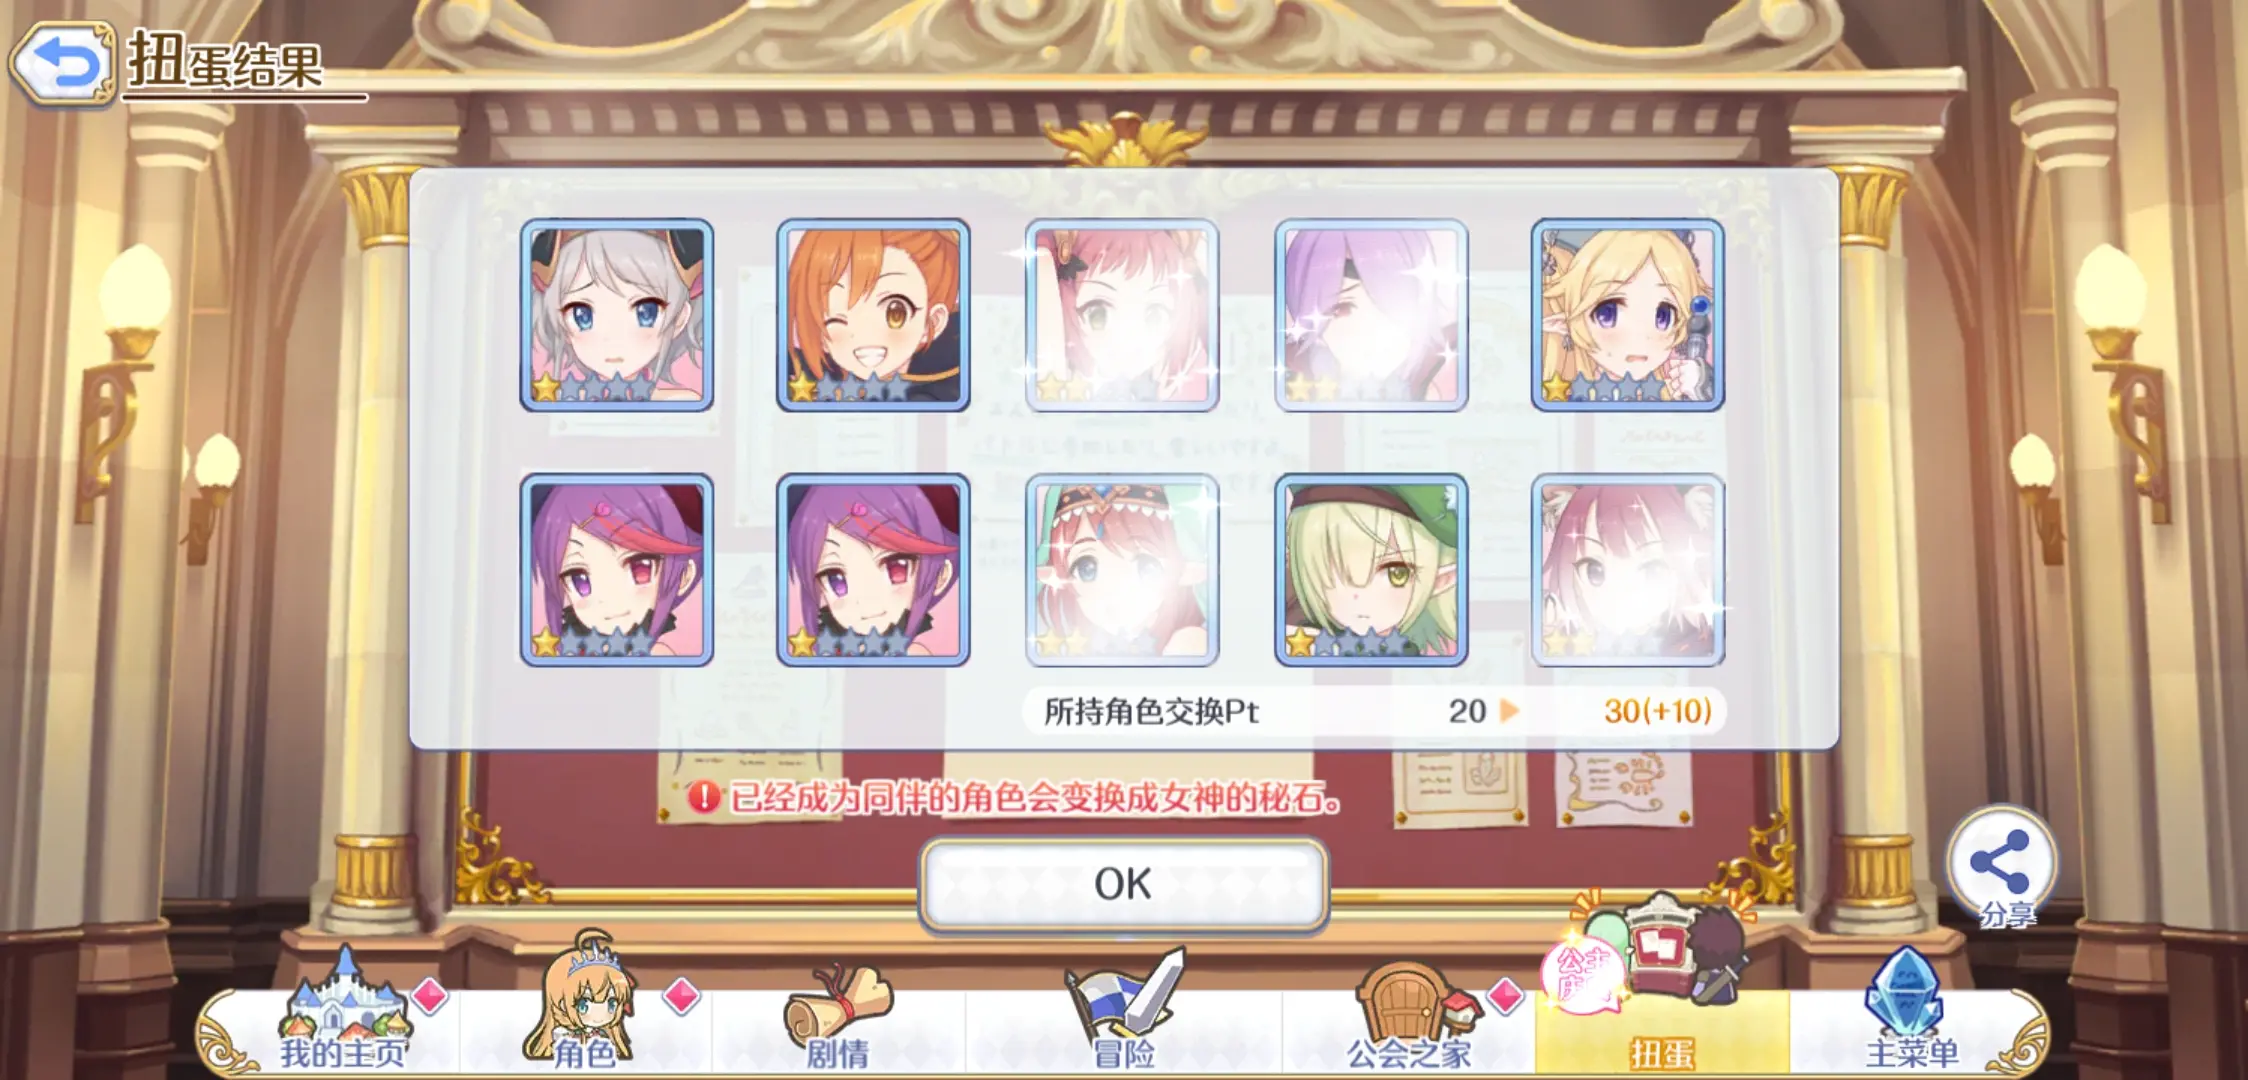 扭蛋结果
所持角色交换Pt 20 30(+10)
已经成为同伴的角色会变换成女神的秘石。
OK
分享
我的主页
角色
剧情
冒险
公会之家
扭蛋
主菜单